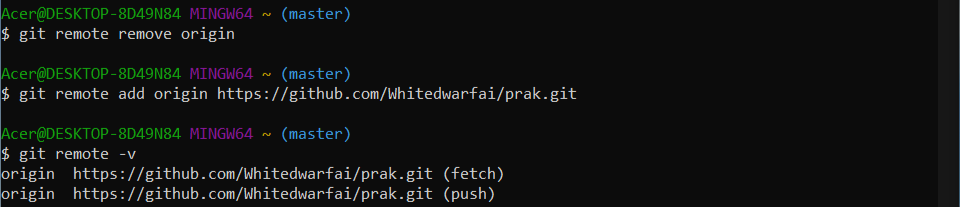 Acer@DESKTOP-8D49N84 MINGW64 ~ (master)
$ git remote remove origin
Acer@DESKTOP-8D49N84 MINGW64 ~ (master)
$ git remote add origin https://github.com/Whitedwarfai/prak.git
Acer@DESKTOP-8D49N84 MINGW64 ~ (master)
$ git remote -v
origin  https://github.com/Whitedwarfai/prak.git (fetch)
origin  https://github.com/Whitedwarfai/prak.git (push)